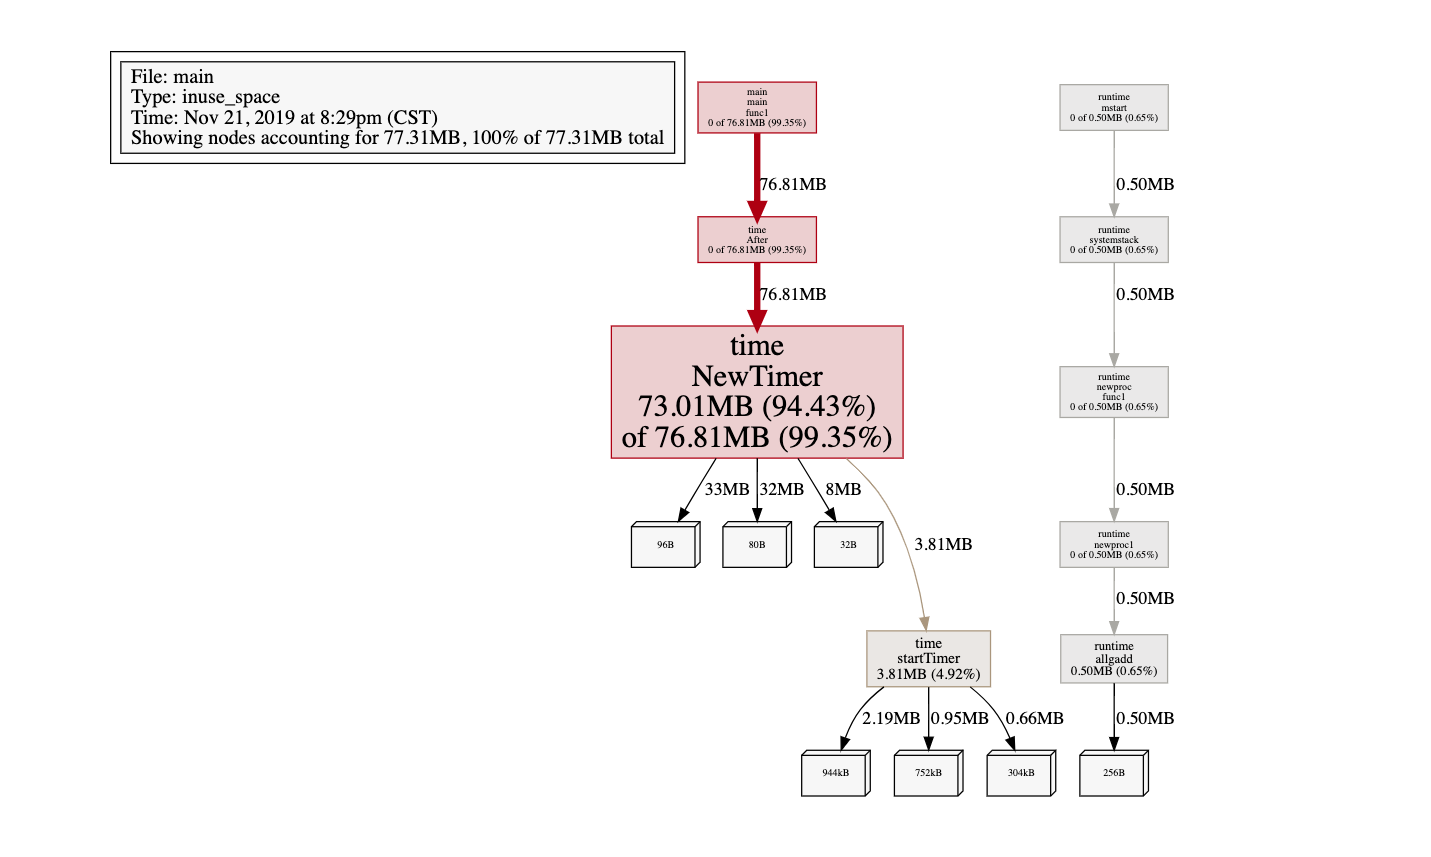 File: main
Type: inuse_space
Time: Nov 21, 2019 at 8:29pm (CST)
Showing nodes accounting for 77.31MB, 100% of 77.31MB total
main
main
func1
0 of 76.81MB (99.35%)
76.81MB
time
After
0 of 76.81MB (99.35%)
76.81MB
time
NewTimer
73.01MB (94.43%)
of 76.81MB (99.35%)
33MB
32MB
8MB
3.81MB
96B
80B
32B
time
startTimer
3.81MB (4.92%)
2.19MB
0.95MB
0.66MB
944kB
752kB
304kB
runtime
mstart
0 of 0.50MB (0.65%)
0.50MB
runtime
systemstack
0 of 0.50MB (0.65%)
0.50MB
runtime
newproc
func1
0 of 0.50MB (0.65%)
0.50MB
runtime
newproc1
0 of 0.50MB (0.65%)
0.50MB
runtime
allgadd
0.50MB (0.65%)
0.50MB
256B